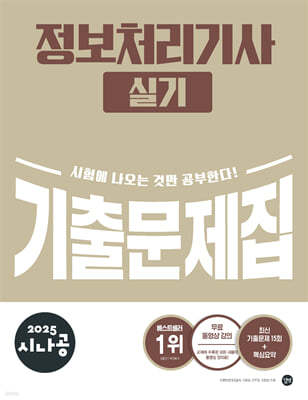 정보처리기사
실기
시험에 나오는 것만 공부한다!
기출문제집
2025
시나공
베스트셀러
1위
무료
동영상 강의
최신
기출문제 15회
+
핵심요약
길벗